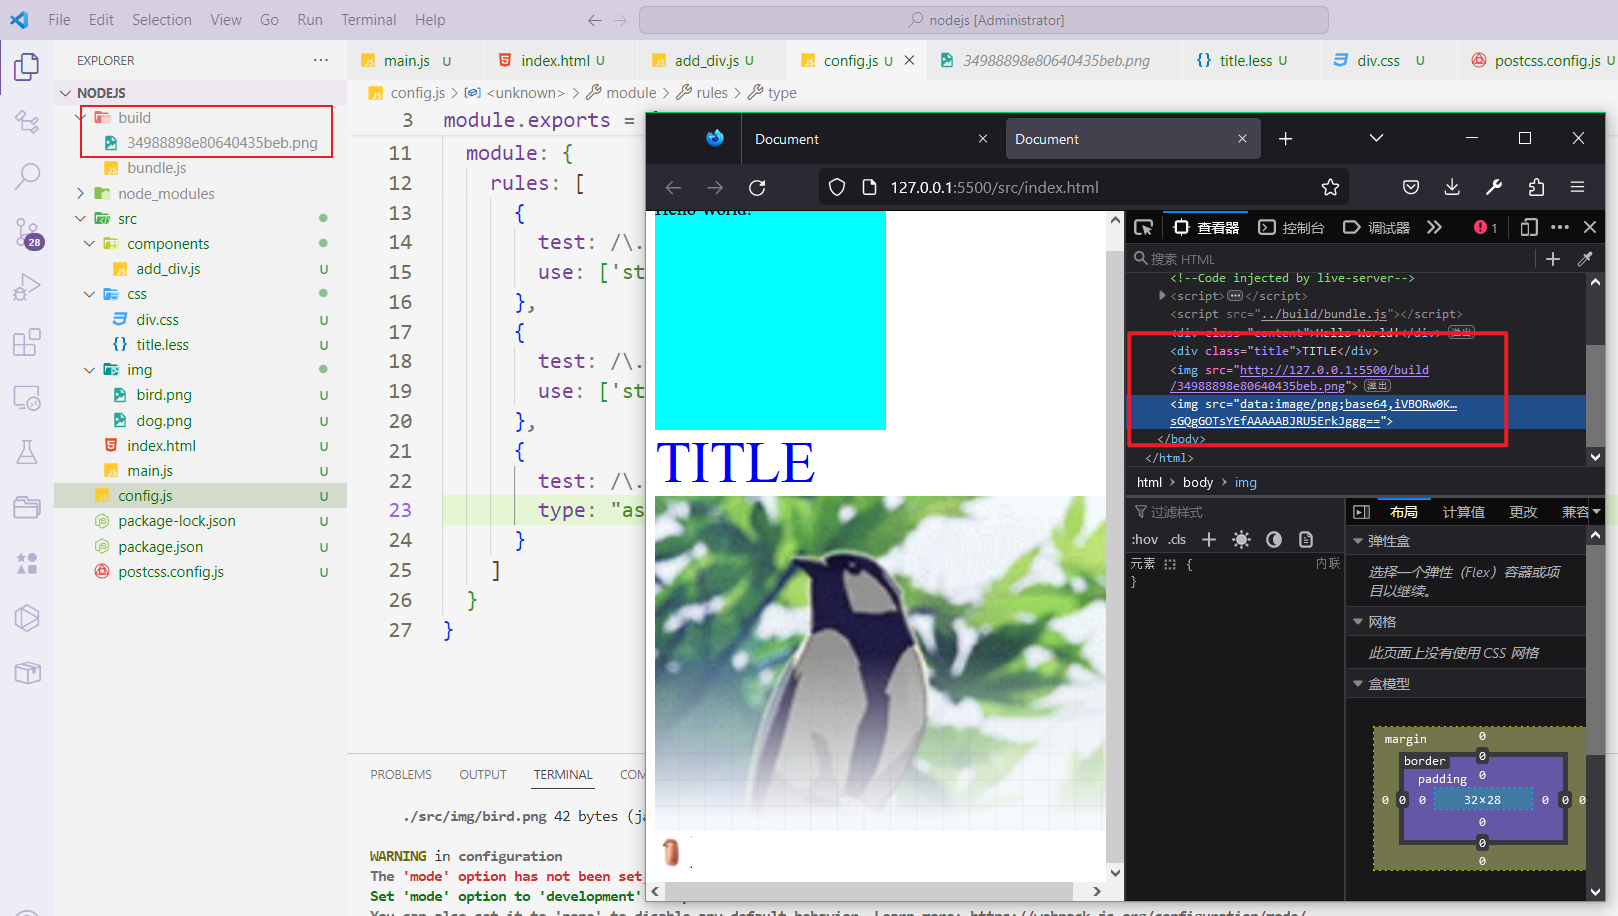 File Edit Selection View Go Run Terminal Help
nodejs [Administrator]
EXPLORER
NODEJS
build
34988898e80640435beb.png
bundle.js
node_modules
src
components
add_div.js U
css
div.css U
title.less U
img
bird.png U
dog.png U
index.html U
main.js U
config.js U
package-lock.json U
package.json U
postcss.config.js U
28
main.js U
index.html U
add_div.js U
config.js U
34988898e80640435beb.png
title.less U
div.css U
postcss.config.js U
config.js > <unknown> > module > rules > type
3 module.exports =
11 module: {
12 rules: [
13 {
14 test: /\.
15 use: ['st
16 },
17 {
18 test: /\.
19 use: ['st
20 },
21 {
22 test: /\.
23 type: "as
24 }
25 ]
26 }
27 }
PROBLEMS OUTPUT TERMINAL COM
./src/img/bird.png 42 bytes (ja
WARNING in configuration
The 'mode' option has not been set
Set 'mode' option to 'development'
You can also set it to 'none' to disable any default behavior. Learn more: https://webpack.js.org/configuration/mode/
Document
Document
127.0.0.1:5500/src/index.html
Hello World!
TITLE
查看器 控制台 调试器 1
搜索 HTML
<!--Code injected by live-server-->
<script></script>
<script src="../build/bundle.js"></script>
<div class="content">Hello World!</div> 溢出
<div class="title">TITLE</div>
<img src="http://127.0.0.1:5500/build
/34988898e80640435beb.png"> 溢出
<img src="data:image/png;base64,iVBORw0K…
sGQgGOTsYEfAAAAABJRU5ErkJggg==">
</body>
</html>
html > body > img
过滤样式
:hov .cls
元素 {
内联
}
布局 计算值 更改 兼容
弹性盒
选择一个弹性（Flex）容器或项
目以继续。
网格
此页面上没有使用 CSS 网格
盒模型
margin 0
border 0
padding 0
0 0 0 32×28 0 0 0
0
0
0